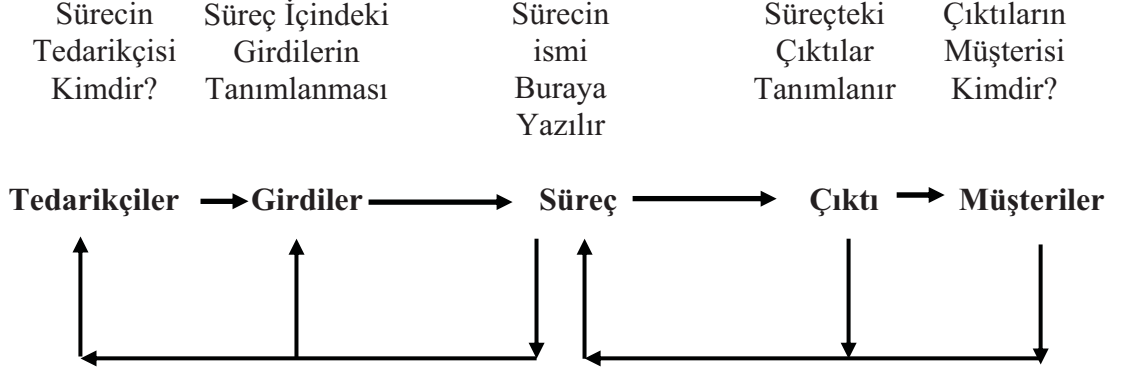 Sürecin
Tedarikçisi
Kimdir?
Süreç İçindeki
Girdilerin
Tanımlanması
Sürecin
ismi
Buraya
Yazılır
Süreçteki
Çıktılar
Tanımlanır
Çıktıların
Müşterisi
Kimdir?
Tedarikçiler Girdiler Süreç Çıktı Müşteriler